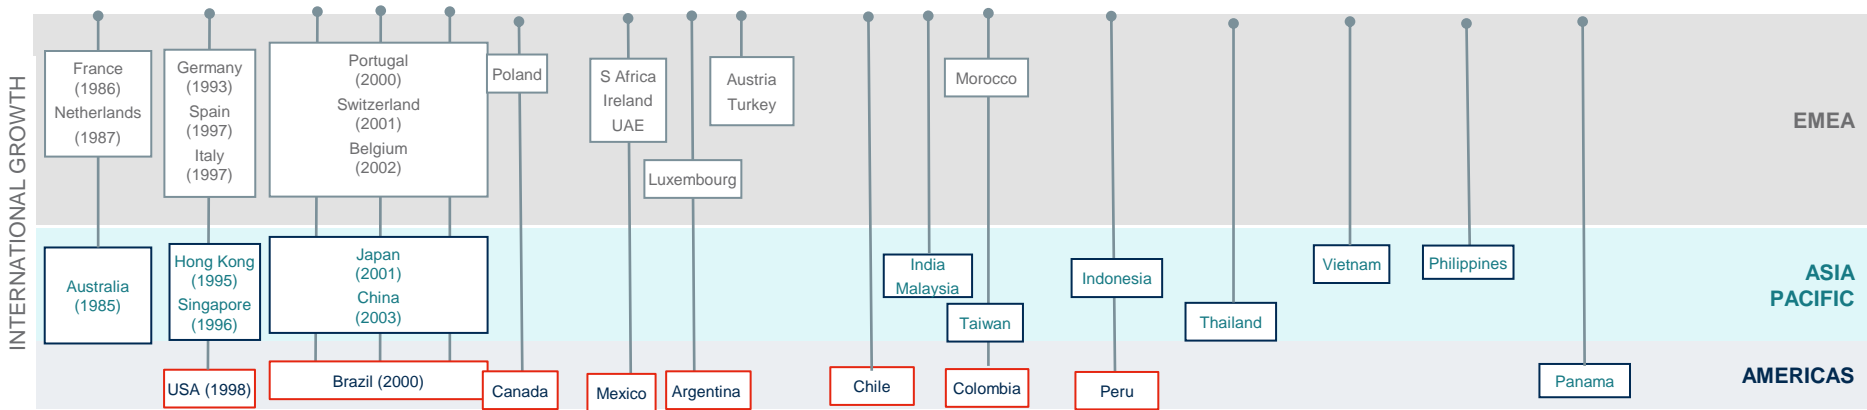 INTERNATIONAL GROWTH
France
(1986)
Netherlands
(1987)
Germany
(1993)
Spain
(1997)
Italy
(1997)
Portugal
(2000)
Switzerland
(2001)
Belgium
(2002)
Poland
S Africa
Ireland
UAE
Luxembourg
Austria
Turkey
Morocco
EMEA
Australia
(1985)
Hong Kong
(1995)
Singapore
(1996)
Japan
(2001)
China
(2003)
India
Malaysia
Taiwan
Indonesia
Thailand
Vietnam
Philippines
ASIA
PACIFIC
USA (1998)
Brazil (2000)
Canada
Mexico
Argentina
Chile
Colombia
Peru
Panama
AMERICAS